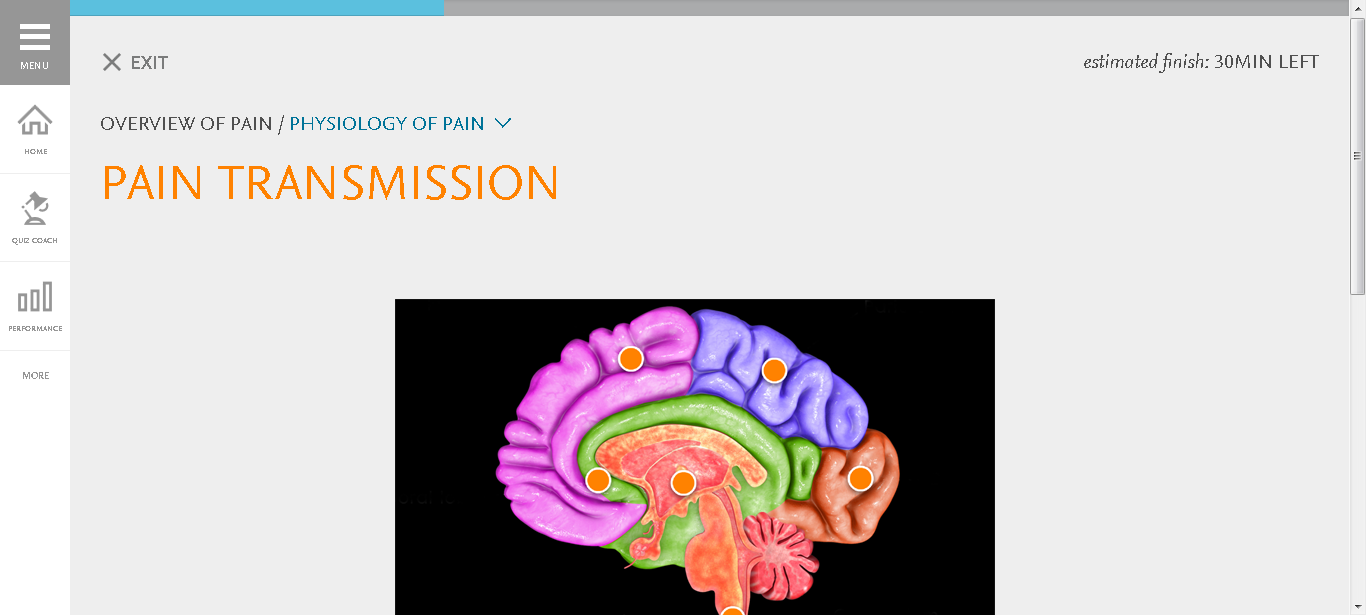 MENU
EXIT
estimated finish: 30MIN LEFT
HOME
OVERVIEW OF PAIN / PHYSIOLOGY OF PAIN
PAIN TRANSMISSION
QUIZ COACH
PERFORMANCE
MORE